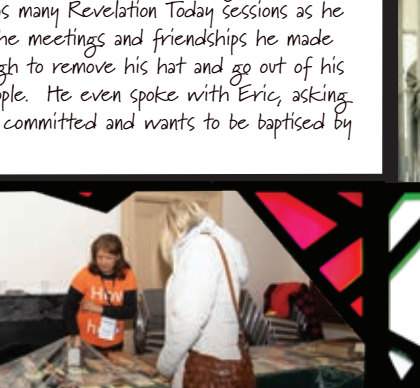 s many Revelation Today sessions as he
he meetings and friendships he made
gh to remove his hat and go out of his
ple. He even spoke with Eric, asking
committed and wants to be baptised by
H
h